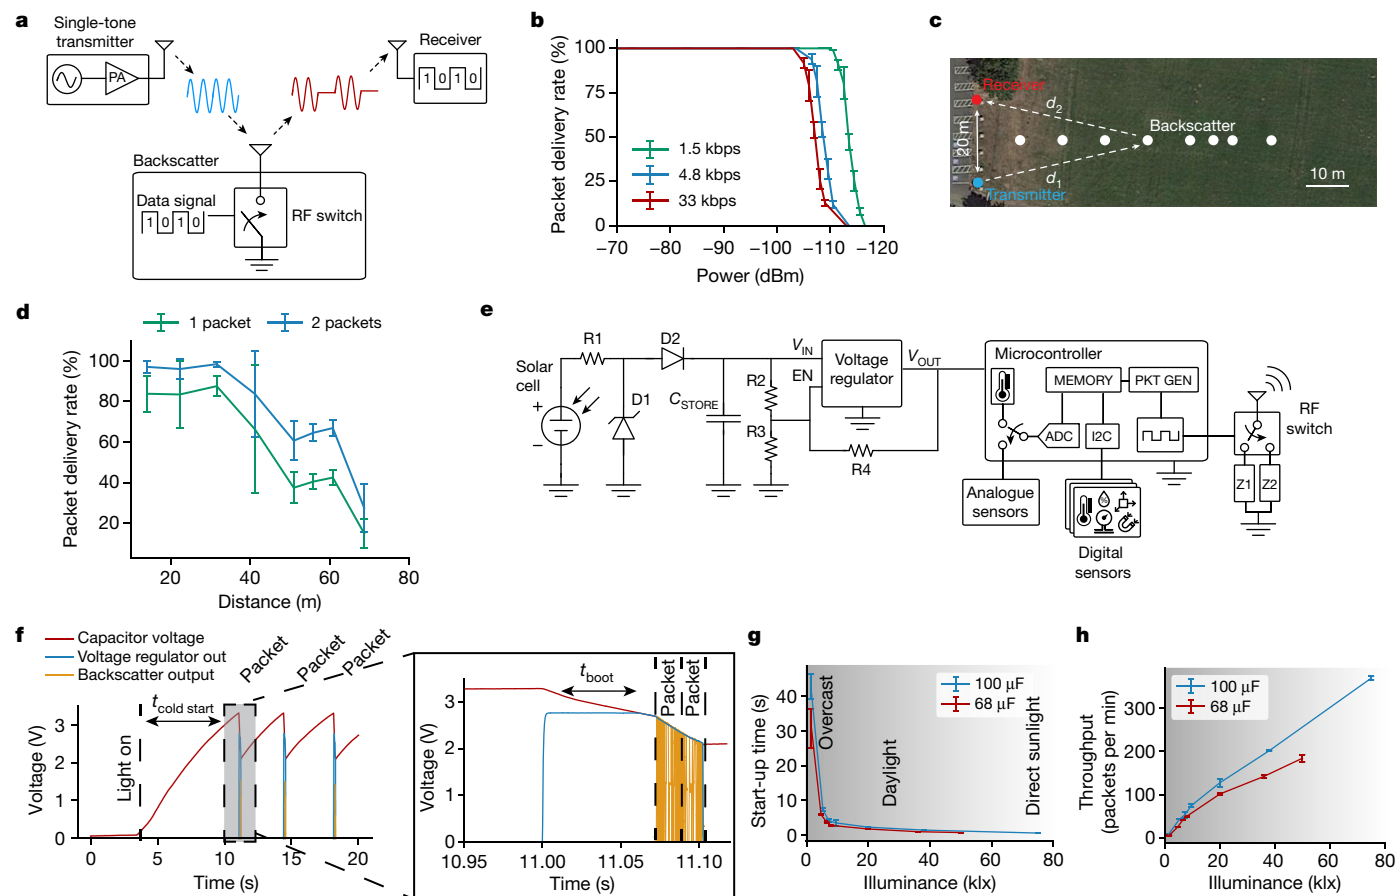 a
Single-tone
transmitter
PA
Receiver
1 0 1 0
Backscatter
Data signal
1 0 1 0
RF switch
b
Packet delivery rate (%)
100
75
50
25
0
1.5 kbps
4.8 kbps
33 kbps
−70 −80 −90 −100 −110 −120
Power (dBm)
c
Receiver
d2
20 m
Backscatter
d1
Transmitter
10 m
d
1 packet
2 packets
Packet delivery rate (%)
100
80
60
40
20
20 40 60 80
Distance (m)
e
Solar
cell
+
−
R1
D1
D2
CSTORE
R2
R3
VIN
EN
Voltage
regulator
VOUT
R4
Microcontroller
MEMORY
PKT GEN
ADC
I2C
Analogue
sensors
%
Digital
sensors
RF
switch
Z1
Z2
f
Capacitor voltage
Voltage regulator out
Backscatter output
Packet
Packet
Packet
tcold start
Light on
Voltage (V)
3
2
1
0
0 5 10 15 20
Time (s)
tboot
Packet
Packet
Voltage (V)
3
2
1
0
10.95 11.00 11.05 11.10
Time (s)
g
Start-up time (s)
40
30
20
10
0
100 μF
68 μF
Overcast
Daylight
Direct sunlight
0 20 40 60 80
Illuminance (klx)
h
Throughput
(packets per min)
300
200
100
0
100 μF
68 μF
0 20 40 60 80
Illuminance (klx)